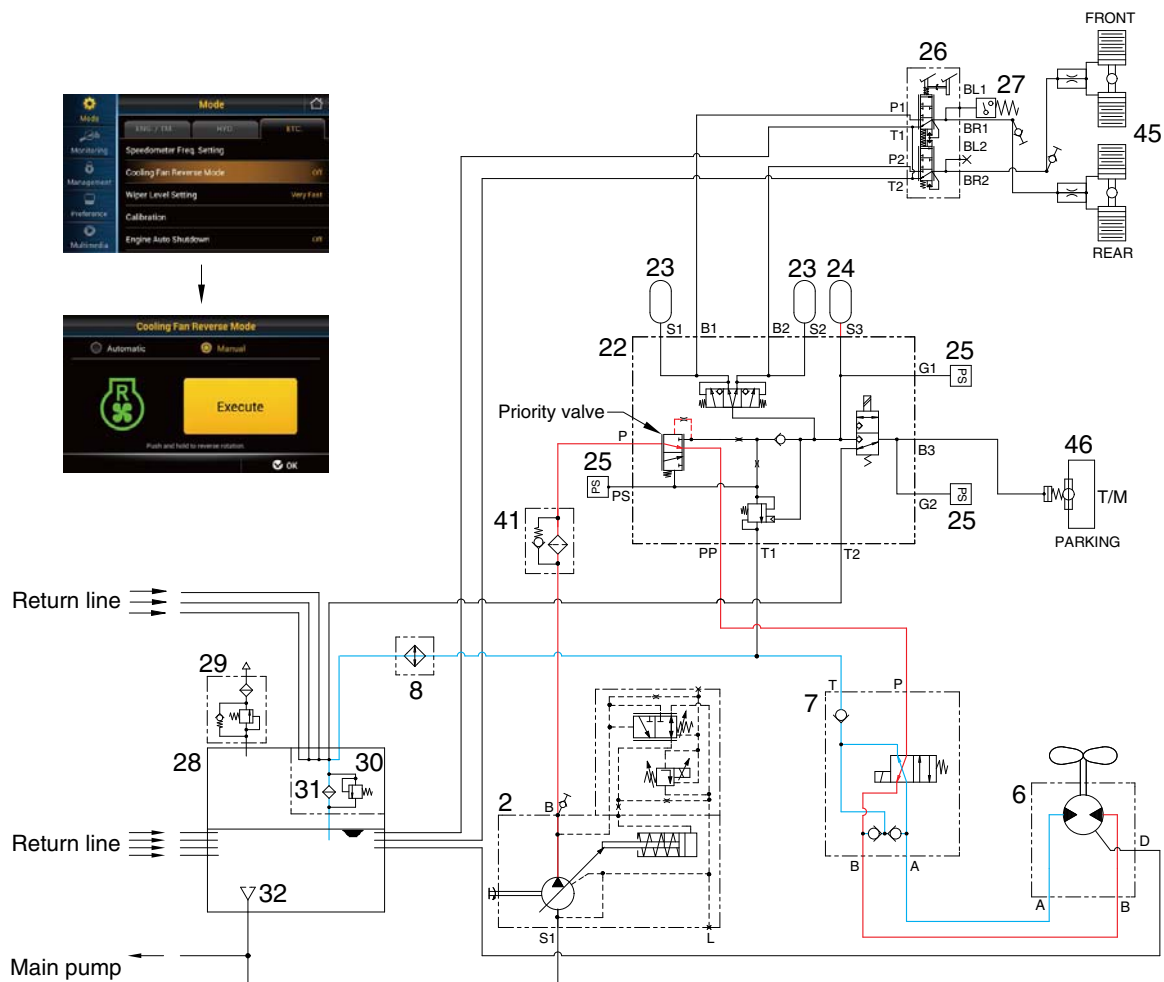 Mode
Mode
ENG / TM
HYD
ETC.
Monitoring
Speedometer Freq. Setting
Management
Cooling Fan Reverse Mode
Off
Wiper Level Setting
Very Fast
Preference
Calibration
Multimedia
Engine Auto Shutdown
Off
Cooling Fan Reverse Mode
Automatic
Manual
R
Execute
Push and hold to reverse rotation.
OK
FRONT
26
27
45
P1
T1
P2
T2
BL1
BR1
BL2
BR2
REAR
23
23
24
S1
B1
B2
S2
S3
22
G1
25
PS
Priority valve
P
B3
46
25
PS
PS
T/M
G2
PS
25
PARKING
41
PP
T1
T2
Return line
29
8
T
P
7
28
30
31
2
B
6
Return line
D
B
A
A
B
32
S1
L
Main pump